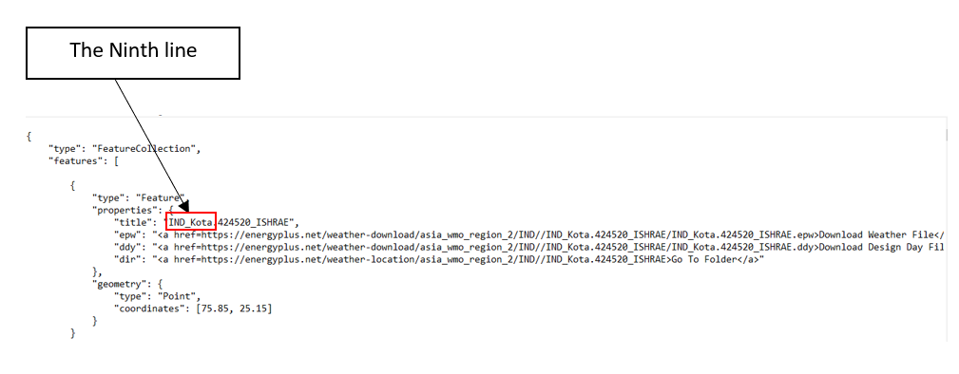 The Ninth line
{
"type": "FeatureCollection",
"features": [
{
"type": "Feature",
"properties": {
"title": "IND_Kota.424520_ISHRAE",
"epw": "<a href=https://energyplus.net/weather-download/asia_wmo_region_2/IND//IND_Kota.424520_ISHRAE/IND_Kota.424520_ISHRAE.epw>Download Weather File</
"ddy": "<a href=https://energyplus.net/weather-download/asia_wmo_region_2/IND//IND_Kota.424520_ISHRAE/IND_Kota.424520_ISHRAE.ddy>Download Design Day Fil
"dir": "<a href=https://energyplus.net/weather-location/asia_wmo_region_2/IND//IND_Kota.424520_ISHRAE>Go To Folder</a>"
},
"geometry": {
"type": "Point",
"coordinates": [75.85, 25.15]
}
}